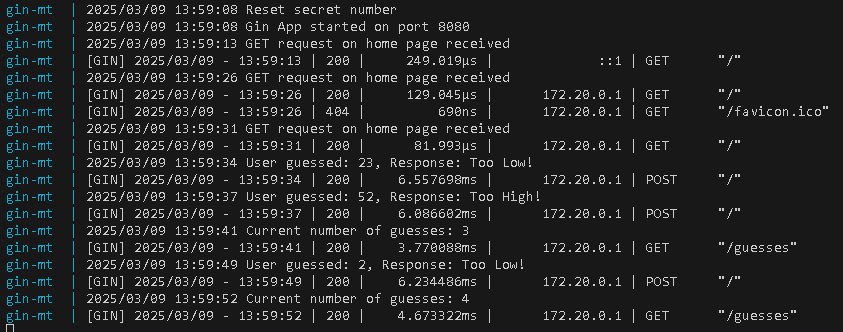 gin-mt | 2025/03/09 13:59:08 Reset secret number
gin-mt | 2025/03/09 13:59:08 Gin App started on port 8080
gin-mt | 2025/03/09 13:59:13 GET request on home page received
gin-mt | [GIN] 2025/03/09 - 13:59:13 | 200 | 249.019µs | ::1 | GET "/"
gin-mt | 2025/03/09 13:59:26 GET request on home page received
gin-mt | [GIN] 2025/03/09 - 13:59:26 | 200 | 129.045µs | 172.20.0.1 | GET "/"
gin-mt | [GIN] 2025/03/09 - 13:59:26 | 404 | 690ns | 172.20.0.1 | GET "/favicon.ico"
gin-mt | 2025/03/09 13:59:31 GET request on home page received
gin-mt | [GIN] 2025/03/09 - 13:59:31 | 200 | 81.993µs | 172.20.0.1 | GET "/"
gin-mt | 2025/03/09 13:59:34 User guessed: 23, Response: Too Low!
gin-mt | [GIN] 2025/03/09 - 13:59:34 | 200 | 6.557698ms | 172.20.0.1 | POST "/"
gin-mt | 2025/03/09 13:59:37 User guessed: 52, Response: Too High!
gin-mt | [GIN] 2025/03/09 - 13:59:37 | 200 | 6.086602ms | 172.20.0.1 | POST "/"
gin-mt | 2025/03/09 13:59:41 Current number of guesses: 3
gin-mt | [GIN] 2025/03/09 - 13:59:41 | 200 | 3.770088ms | 172.20.0.1 | GET "/guesses"
gin-mt | 2025/03/09 13:59:49 User guessed: 2, Response: Too Low!
gin-mt | [GIN] 2025/03/09 - 13:59:49 | 200 | 6.234486ms | 172.20.0.1 | POST "/"
gin-mt | 2025/03/09 13:59:52 Current number of guesses: 4
gin-mt | [GIN] 2025/03/09 - 13:59:52 | 200 | 4.673322ms | 172.20.0.1 | GET "/guesses"